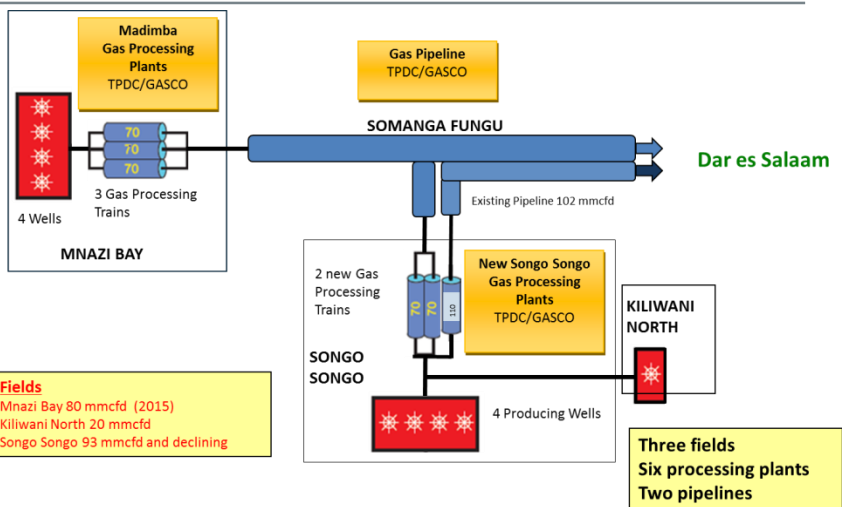 Madimba
Gas Processing
Plants
TPDC/GASCO
Gas Pipeline
TPDC/GASCO
70
70
70
SOMANGA FUNGU
Dar es Salaam
3 Gas Processing
Trains
4 Wells
MNAZI BAY
Existing Pipeline 102 mmcfd
2 new Gas
Processing
Trains
70
70
110
New Songo Songo
Gas Processing
Plants
TPDC/GASCO
KILIWANI
NORTH
SONGO
SONGO
4 Producing Wells
Fields
Mnazi Bay 80 mmcfd (2015)
Kiliwani North 20 mmcfd
Songo Songo 93 mmcfd and declining
Three fields
Six processing plants
Two pipelines